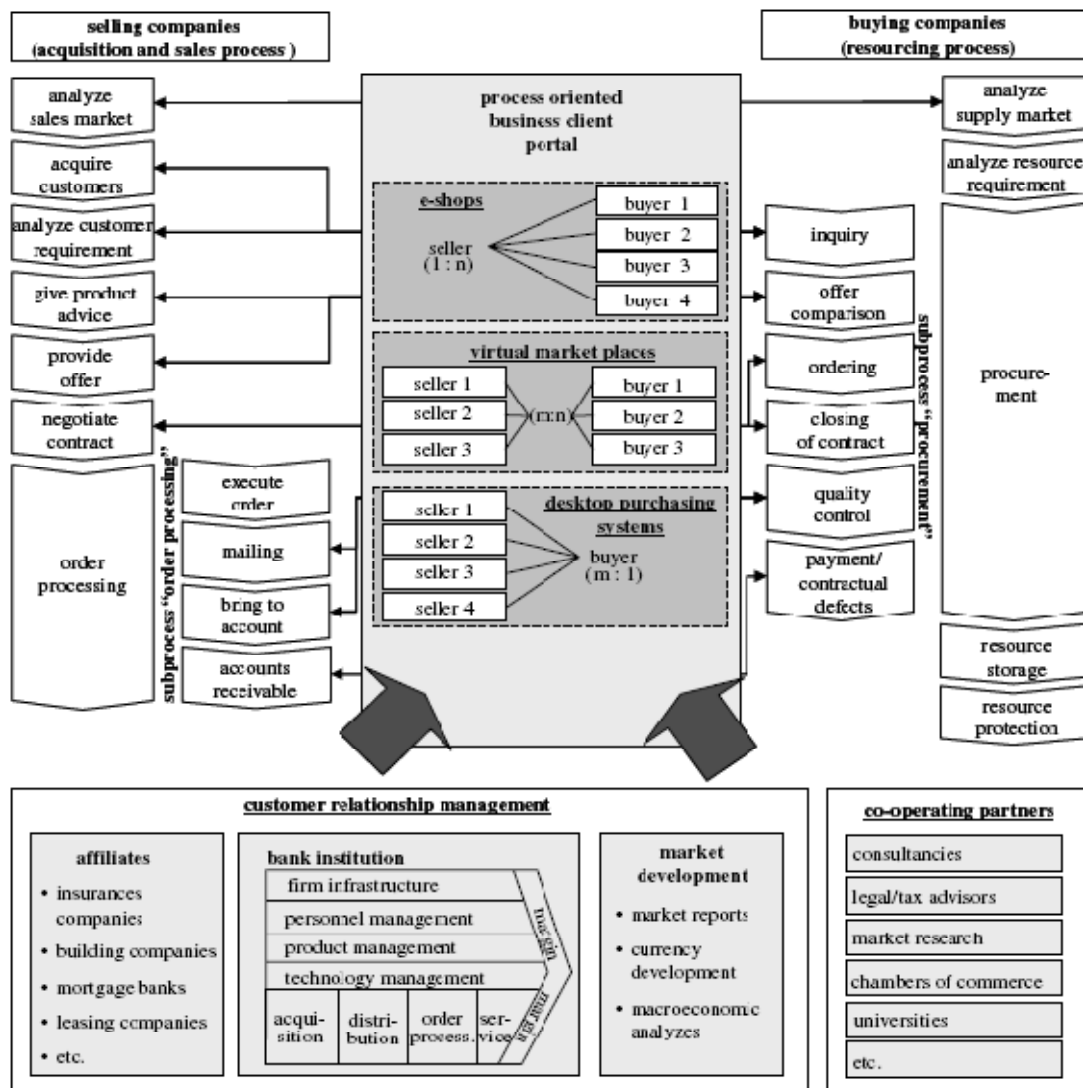 selling companies
(acquisition and sales process )
buying companies
(resourcing process)
analyze
sales market
acquire
customers
analyze customer
requirement
give product
advice
provide
offer
negotiate
contract
order
processing
subprocess “order processing”
execute
order
mailing
bring to
account
accounts
receivable
process oriented
business client
portal
e-shops
seller
(1 : n)
buyer 1
buyer 2
buyer 3
buyer 4
virtual market places
seller 1
seller 2
seller 3
(m:n)
buyer 1
buyer 2
buyer 3
desktop purchasing
systems
seller 1
seller 2
seller 3
seller 4
buyer
(m : 1)
inquiry
offer
comparison
ordering
closing
of contract
quality
control
payment/
contractual
defects
subprocess “procurement”
analyze
supply market
analyze resource
requirement
procure-
ment
resource
storage
resource
protection
customer relationship management
affiliates
• insurances
companies
• building companies
• mortgage banks
• leasing companies
• etc.
bank institution
firm infrastructure
personnel management
product management
technology management
acqui-
sition
distri-
bution
order
process.
ser-
vice
margin
margin
market
development
• market reports
• currency
development
• macroeconomic
analyzes
co-operating partners
consultancies
legal/tax advisors
market research
chambers of commerce
universities
etc.